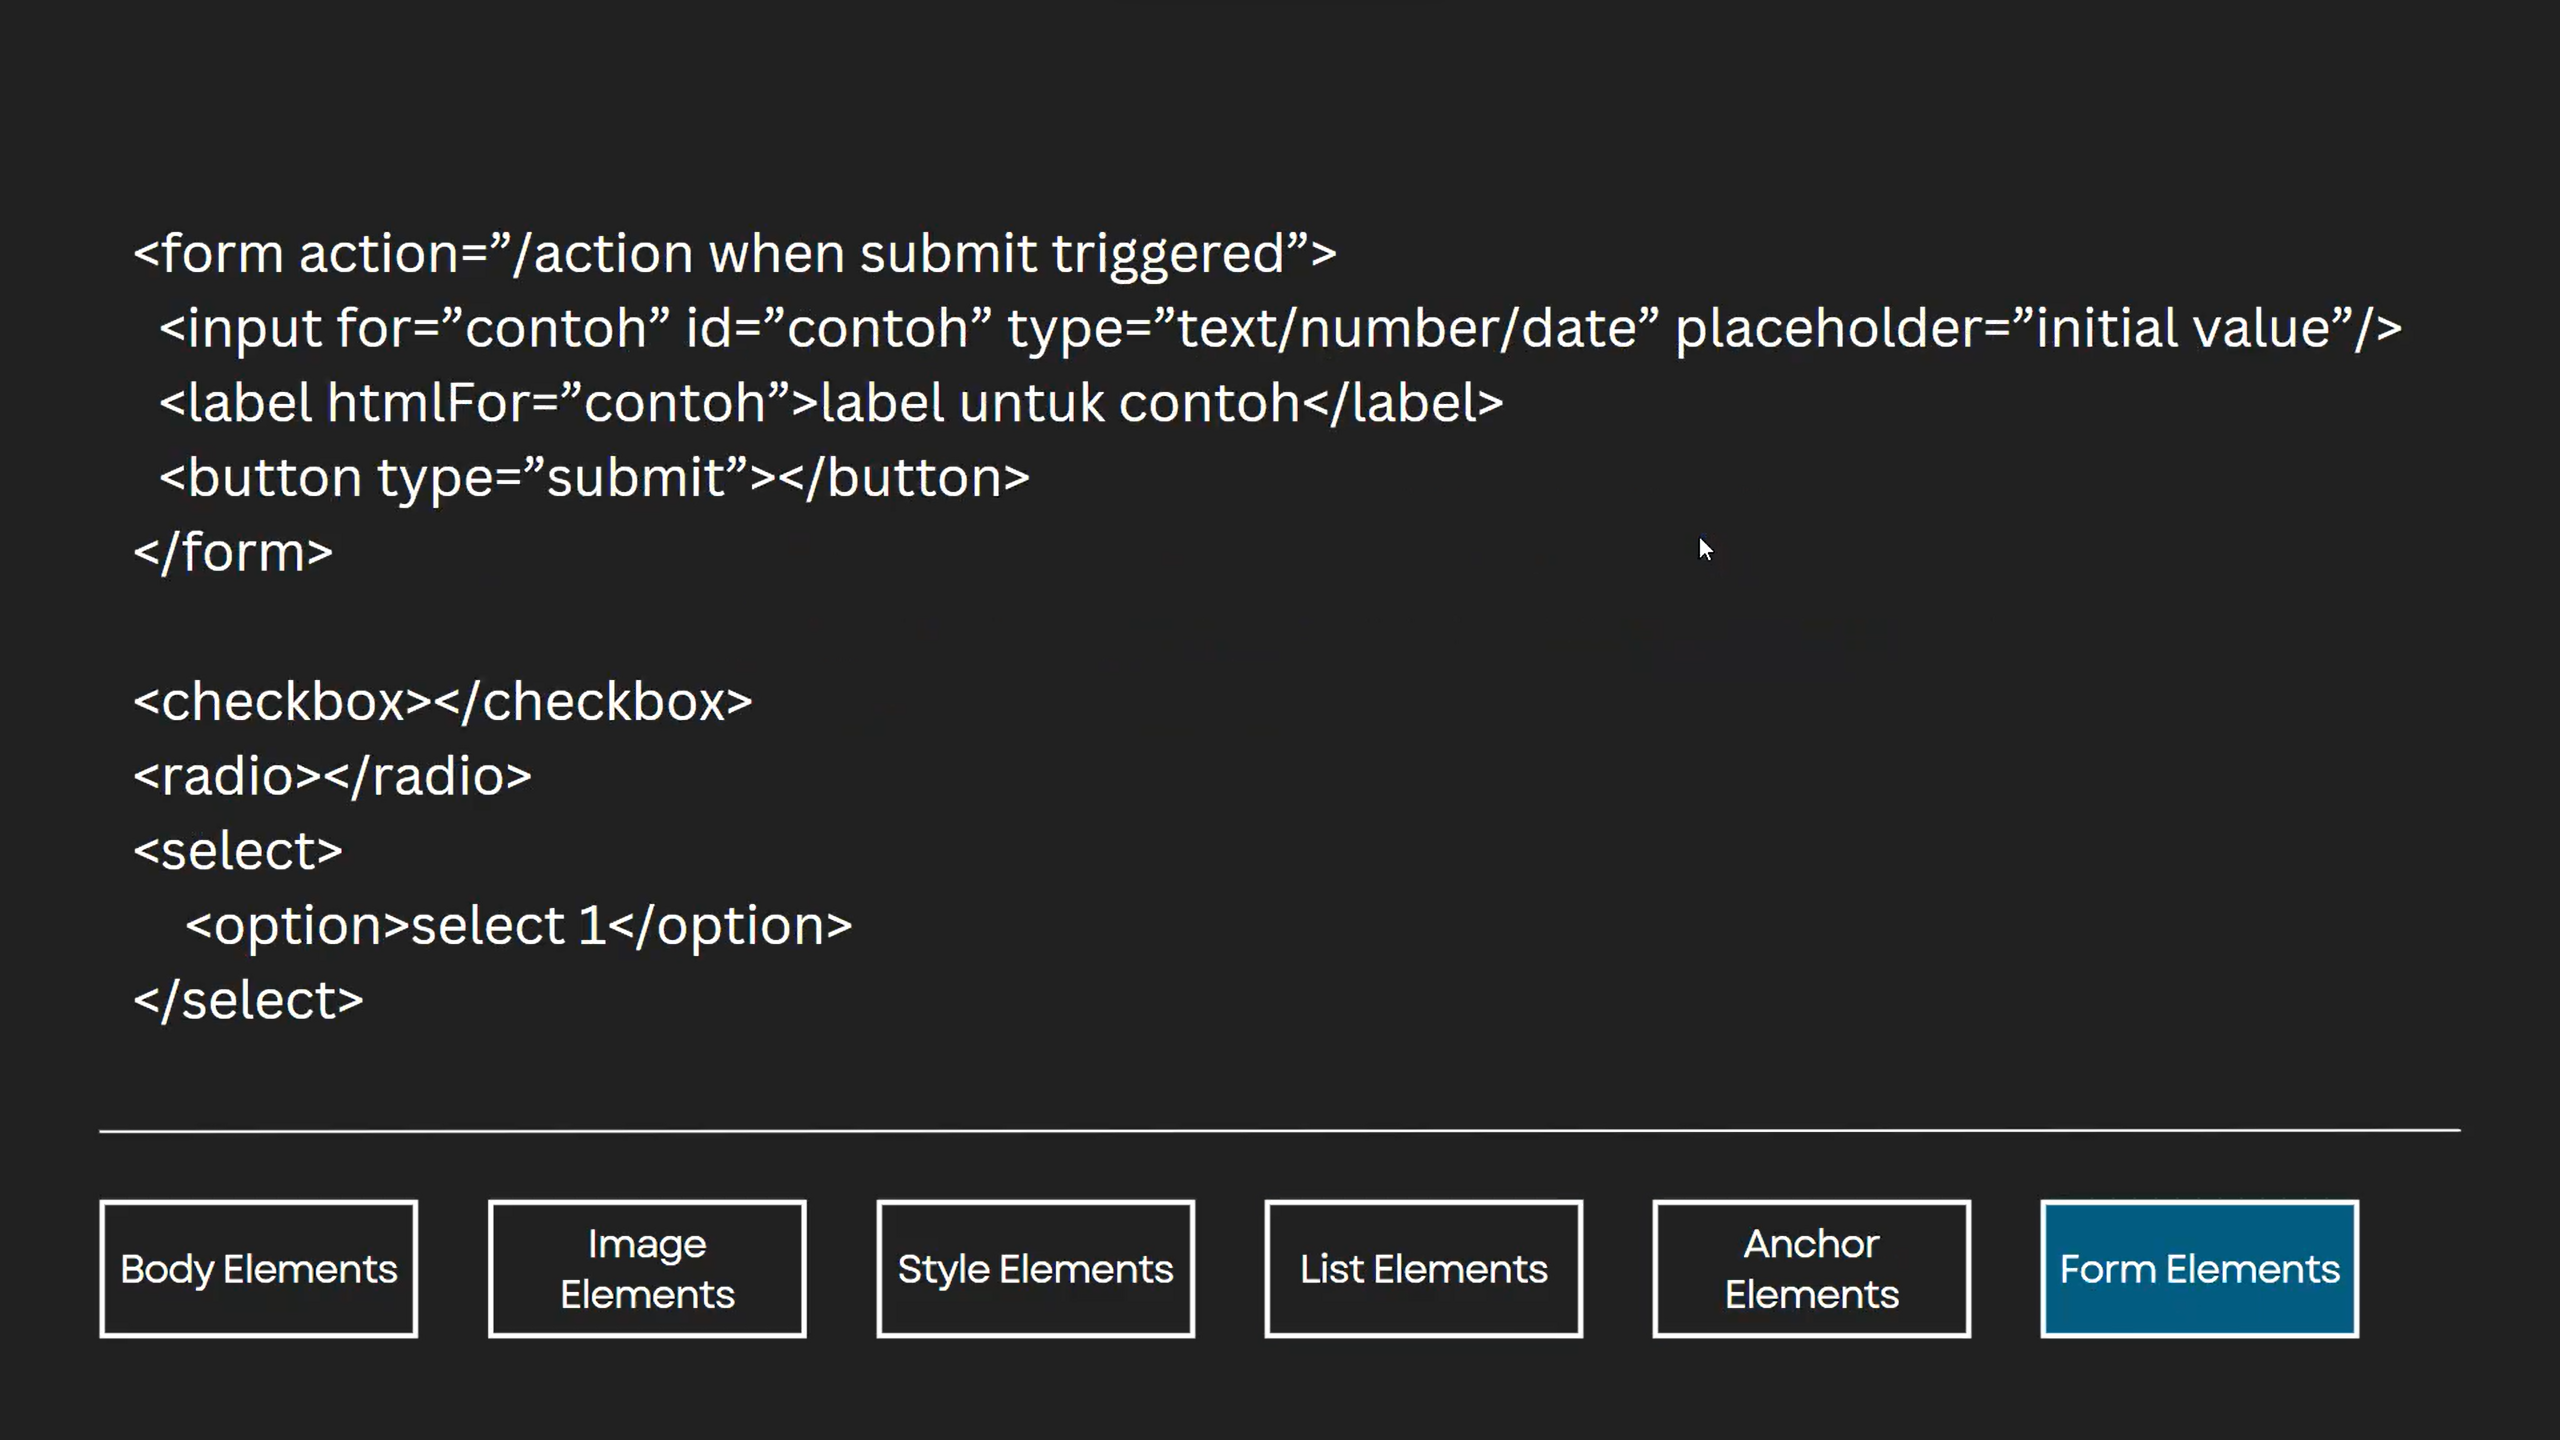 <form action=”/action when submit triggered”>
<input for=”contoh” id=”contoh” type=”text/number/date” placeholder=”initial value”/>
<label htmlFor=”contoh”>label untuk contoh</label>
<button type=”submit”></button>
</form>
<checkbox></checkbox>
<radio></radio>
<select>
<option>select 1</option>
</select>
Body Elements
Image
Elements
Style Elements
List Elements
Anchor
Elements
Form Elements